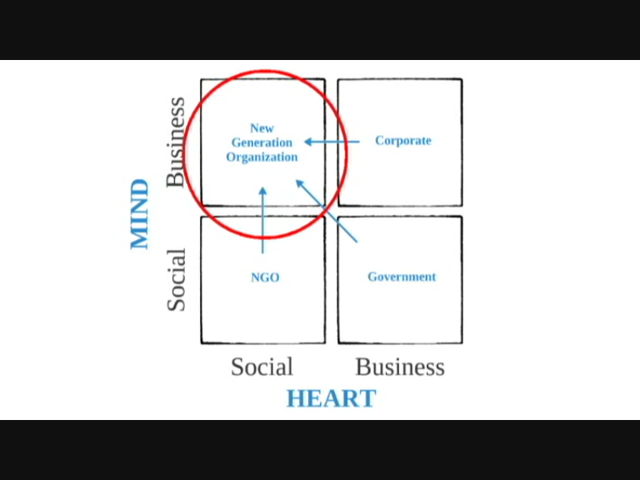 New
Generation
Organization
Corporate
Business
MIND
Social
NGO
Government
Social
Business
HEART